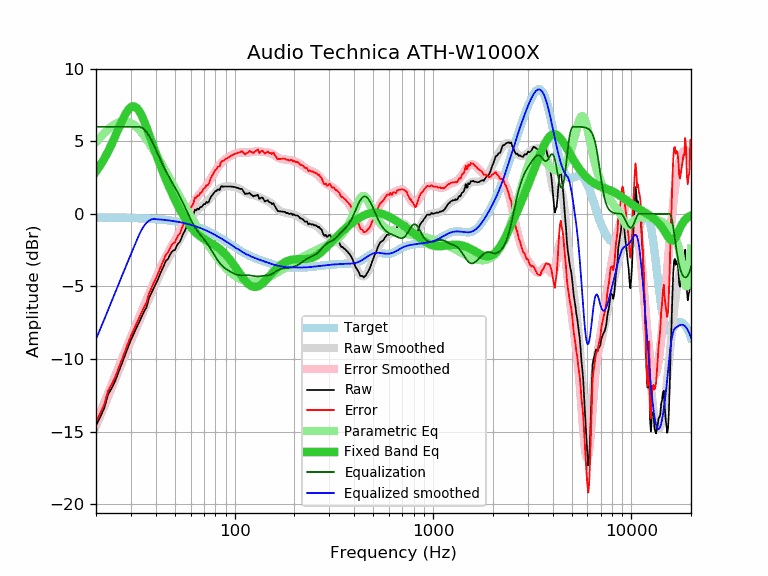 Audio Technica ATH-W1000X
10
5
0
−5
−10
−15
−20
Amplitude (dBr)
Target
Raw Smoothed
Error Smoothed
Raw
Error
Parametric Eq
Fixed Band Eq
Equalization
Equalized smoothed
100
1000
10000
Frequency (Hz)